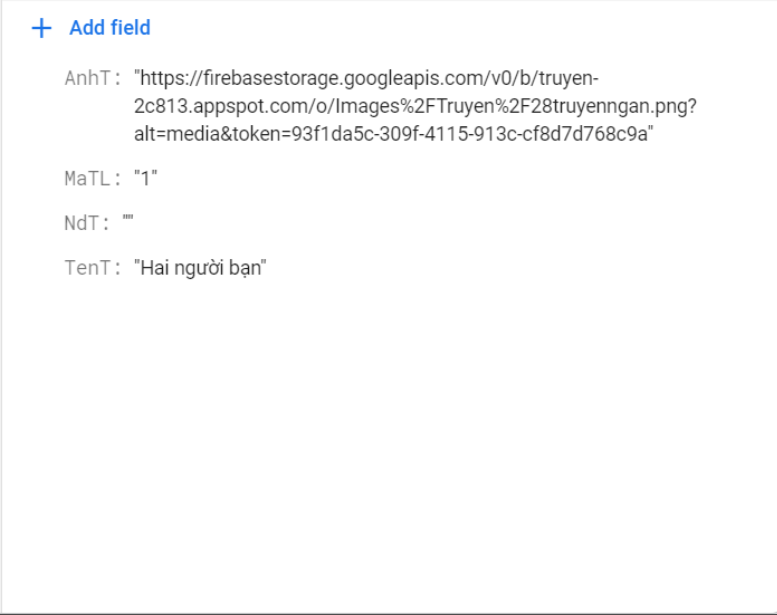 + Add field
AnhT: "https://firebasestorage.googleapis.com/v0/b/truyen-
2c813.appspot.com/o/Images%2FTruyen%2F28truyenngan.png?
alt=media&token=93f1da5c-309f-4115-913c-cf8d7d768c9a"
MaTL: "1"
NdT: ""
TenT: "Hai người bạn"